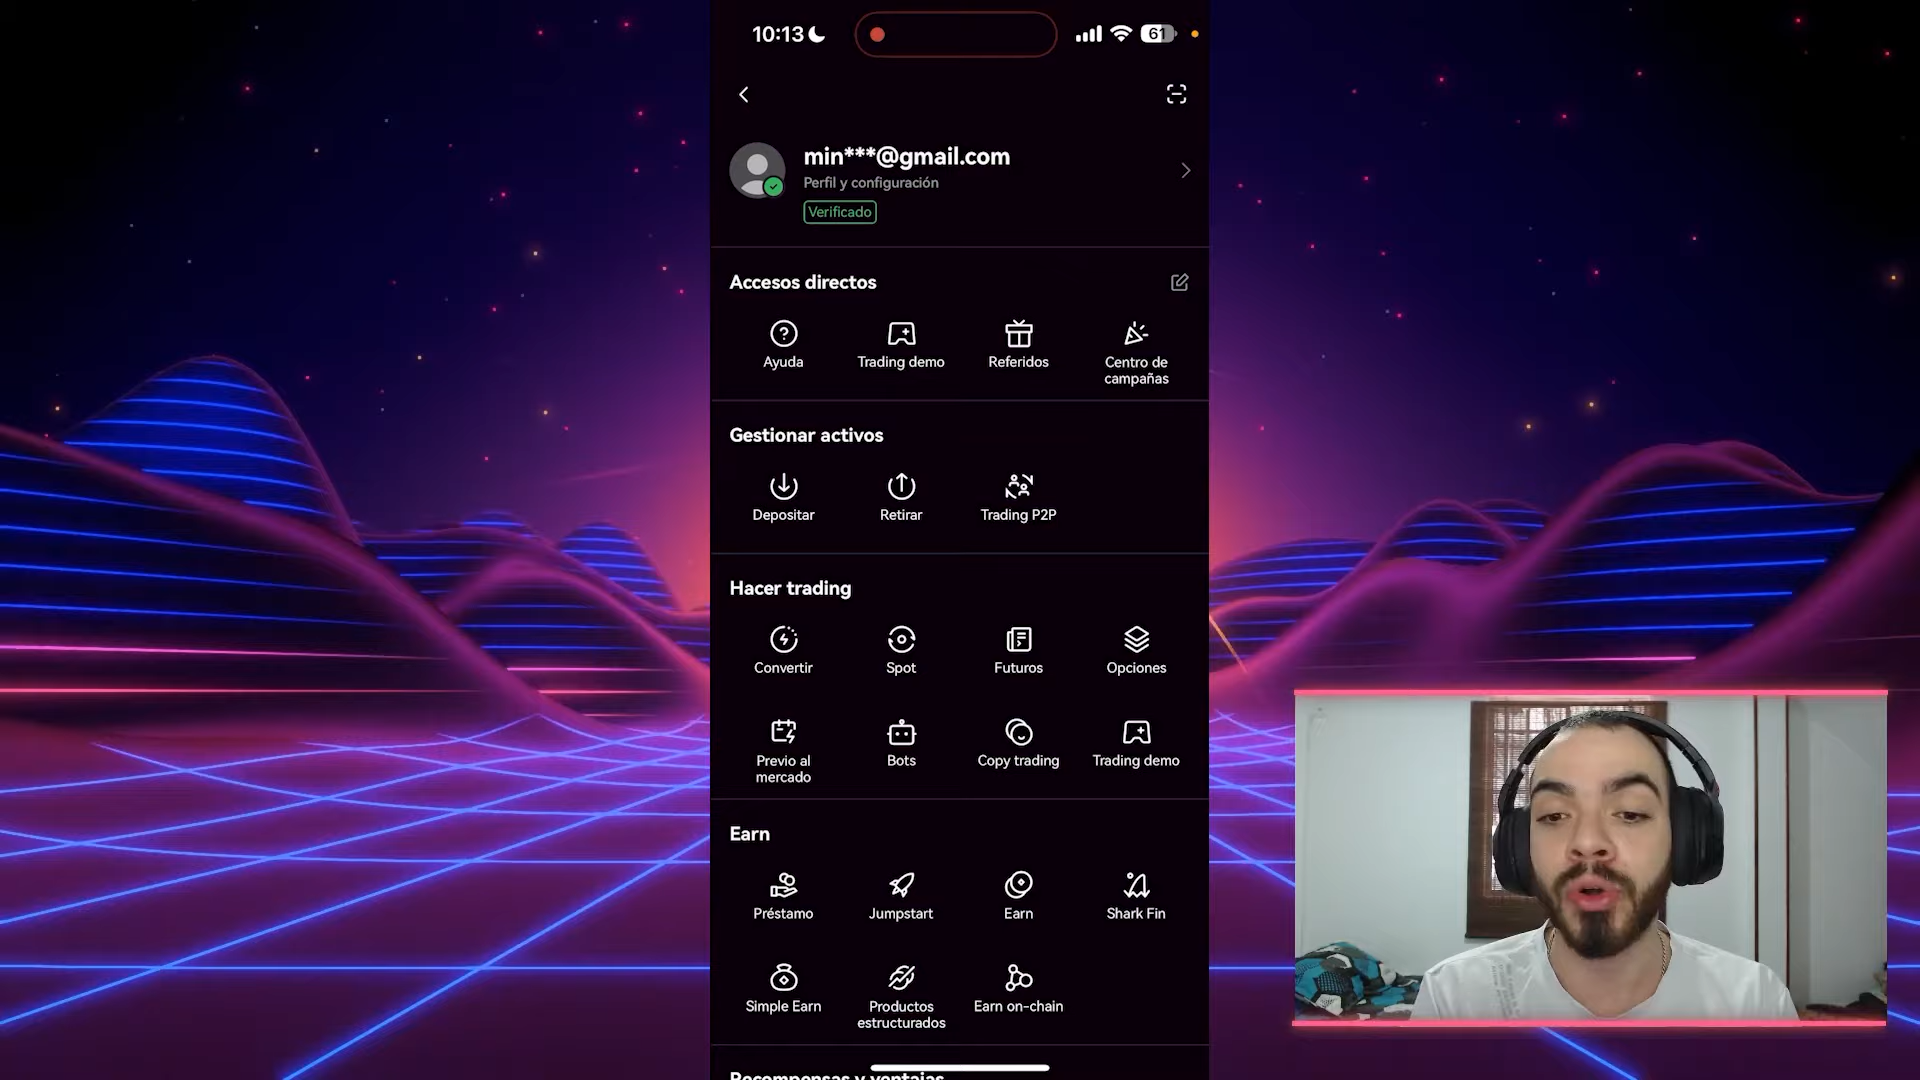 10:13
61
min***@gmail.com
Perfil y configuración
Verificado
Accesos directos
Ayuda
Trading demo
Referidos
Centro de
campañas
Gestionar activos
Depositar
Retirar
Trading P2P
Hacer trading
Convertir
Spot
Futuros
Opciones
Previo al
mercado
Bots
Copy trading
Trading demo
Earn
Préstamo
Jumpstart
Earn
Shark Fin
Simple Earn
Productos
estructurados
Earn on-chain
Recompensas y ventajas